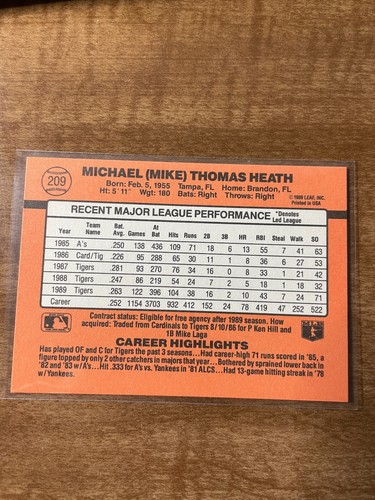 209
MICHAEL (MIKE) THOMAS HEATH
Born: Feb. 5, 1955 Tampa, FL Home: Brandon, FL
Ht: 5' 11" Wgt: 180 Bats: Right Throws: Right
© 1989 LEAF, INC.
Printed in USA
RECENT MAJOR LEAGUE PERFORMANCE *Denotes Led League
Year Team Name Bat. Avg. Games At Bat Hits Runs 2B 3B HR RBI Steal Walk SO
1985 A's .250 138 436 109 71 18 6 13 55 7 41 63
1986 Card/Tig .226 95 288 65 30 11 1 8 36 6 27 53
1987 Tigers .281 93 270 76 34 16 0 8 33 1 21 42
1988 Tigers .247 86 219 54 24 7 2 5 18 1 18 32
1989 Tigers .263 122 396 104 38 16 2 10 43 7 24 71
Career .252 1154 3703 932 412 152 24 78 419 47 252 522
Contract status: Eligible for free agency after 1989 season. How
acquired: Traded from Cardinals to Tigers 8/10/86 for P Ken Hill and
1B Mike Laga
CAREER HIGHLIGHTS
Has played OF and C for Tigers the past 3 seasons...Had career-high 71 runs scored in '85, a
figure topped by only 2 other catchers in majors that year...Bothered by sprained lower back in
'82 and '83 w/A's...Hit .333 for A's vs. Yankees in '81 ALCS...Had 13-game hitting streak in '78
w/Yankees.